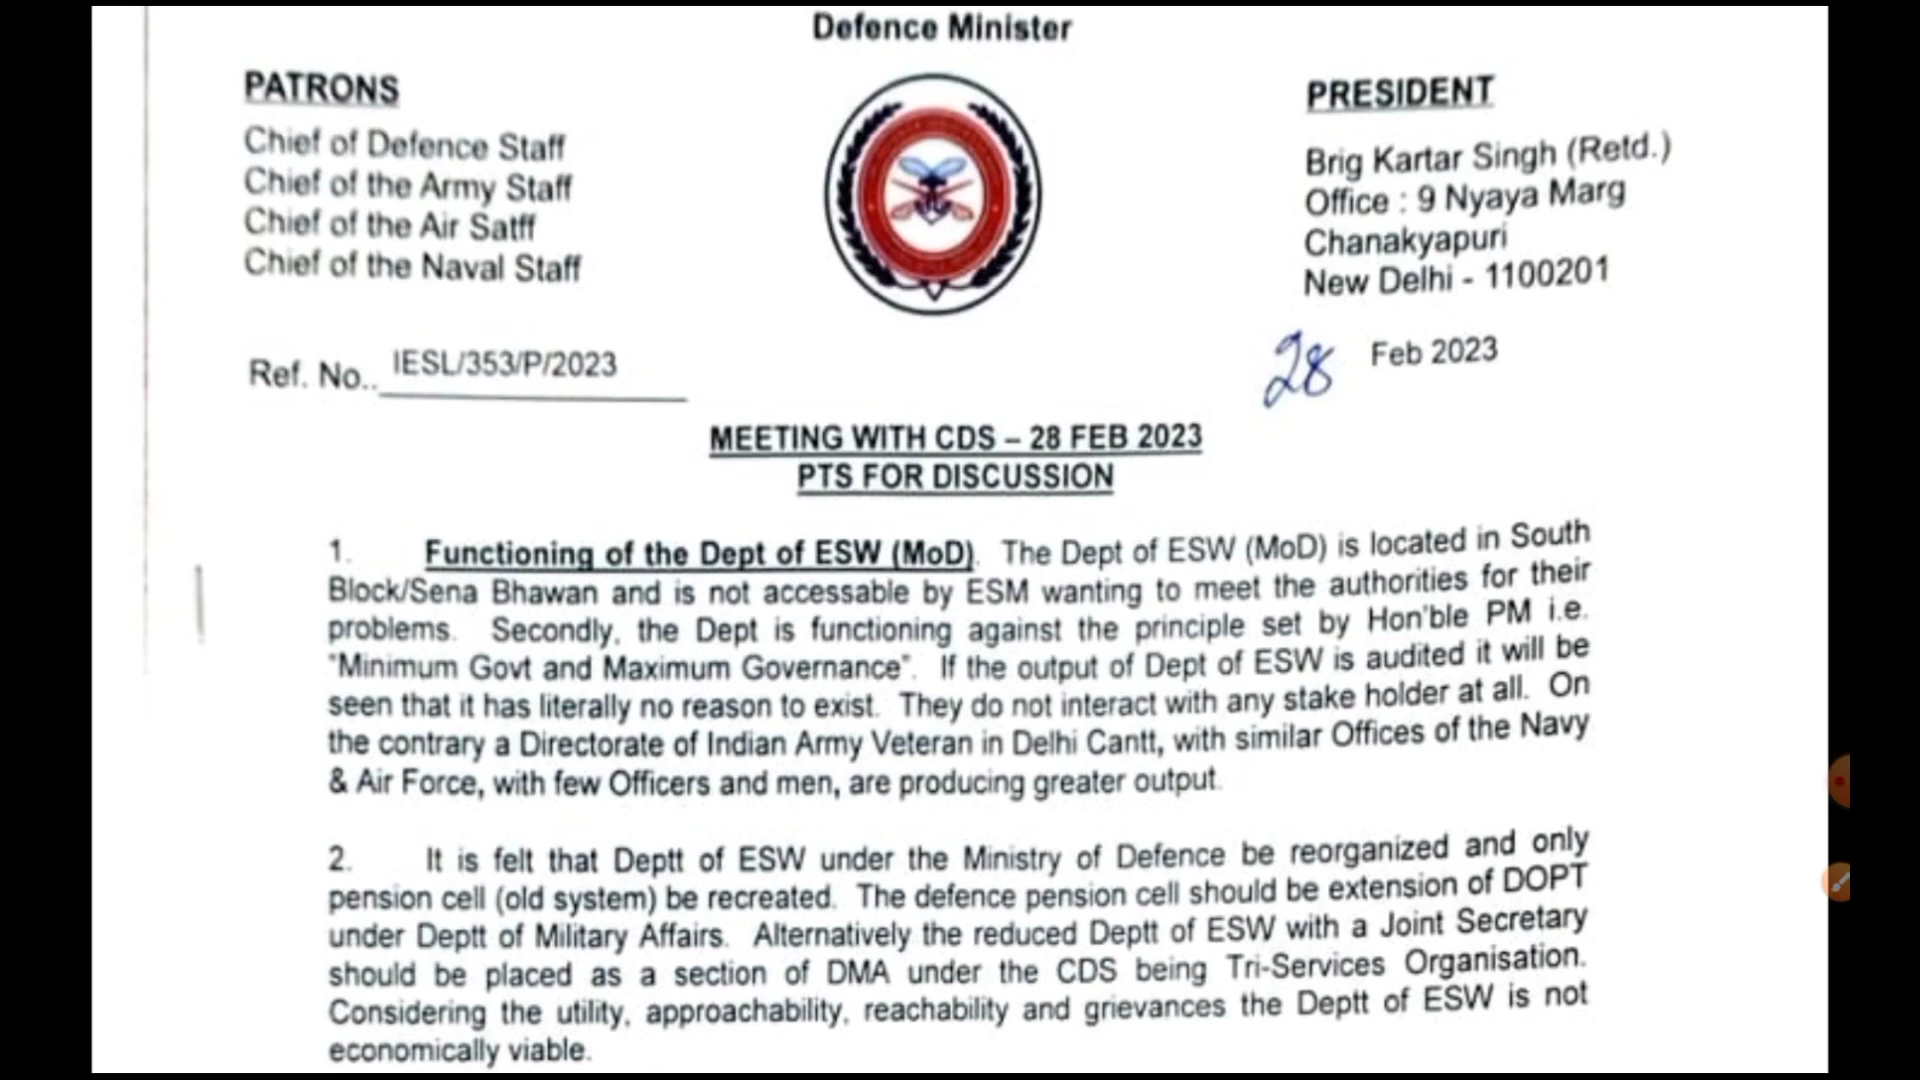 Defence Minister
PATRONS
Chief of Defence Staff
Chief of the Army Staff
Chief of the Air Satff
Chief of the Naval Staff
PRESIDENT
Brig Kartar Singh (Retd.)
Office : 9 Nyaya Marg
Chanakyapuri
New Delhi - 1100201
Ref. No.. IESL/353/P/2023
28 Feb 2023
MEETING WITH CDS – 28 FEB 2023
PTS FOR DISCUSSION
1. Functioning of the Dept of ESW (MoD). The Dept of ESW (MoD) is located in South
Block/Sena Bhawan and is not accessable by ESM wanting to meet the authorities for their
problems. Secondly, the Dept is functioning against the principle set by Hon'ble PM i.e.
"Minimum Govt and Maximum Governance". If the output of Dept of ESW is audited it will be
seen that it has literally no reason to exist. They do not interact with any stake holder at all. On
the contrary a Directorate of Indian Army Veteran in Delhi Cantt, with similar Offices of the Navy
& Air Force, with few Officers and men, are producing greater output.
2. It is felt that Deptt of ESW under the Ministry of Defence be reorganized and only
pension cell (old system) be recreated. The defence pension cell should be extension of DOPT
under Deptt of Military Affairs. Alternatively the reduced Deptt of ESW with a Joint Secretary
should be placed as a section of DMA under the CDS being Tri-Services Organisation.
Considering the utility, approachability, reachability and grievances the Deptt of ESW is not
economically viable.